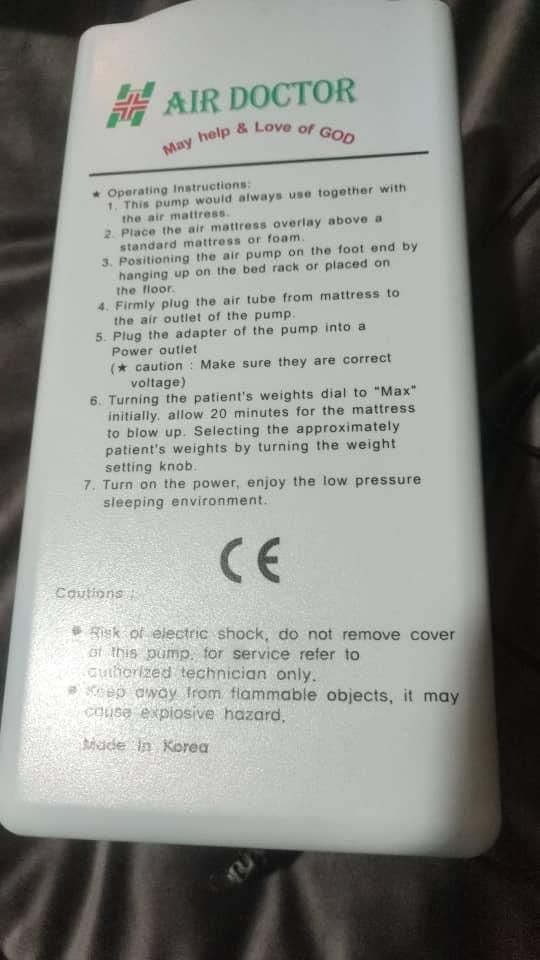 AIR DOCTOR
May help & Love of GOD
★ Operating Instructions:
1. This pump would always use together with
the air mattress.
2. Place the air mattress overlay above a
standard mattress or foam.
3. Positioning the air pump on the foot end by
hanging up on the bed rack or placed on
the floor.
4. Firmly plug the air tube from mattress to
the air outlet of the pump.
5. Plug the adapter of the pump into a
Power outlet
(★ caution : Make sure they are correct
voltage)
6. Turning the patient's weights dial to "Max"
initially. allow 20 minutes for the mattress
to blow up. Selecting the approximately
patient's weights by turning the weight
setting knob.
7. Turn on the power, enjoy the low pressure
sleeping environment.
CE
Cautions :
● Risk of electric shock, do not remove cover
of this pump, for service refer to
authorized technician only.
● Keep away from flammable objects, it may
cause explosive hazard.
Made In Korea